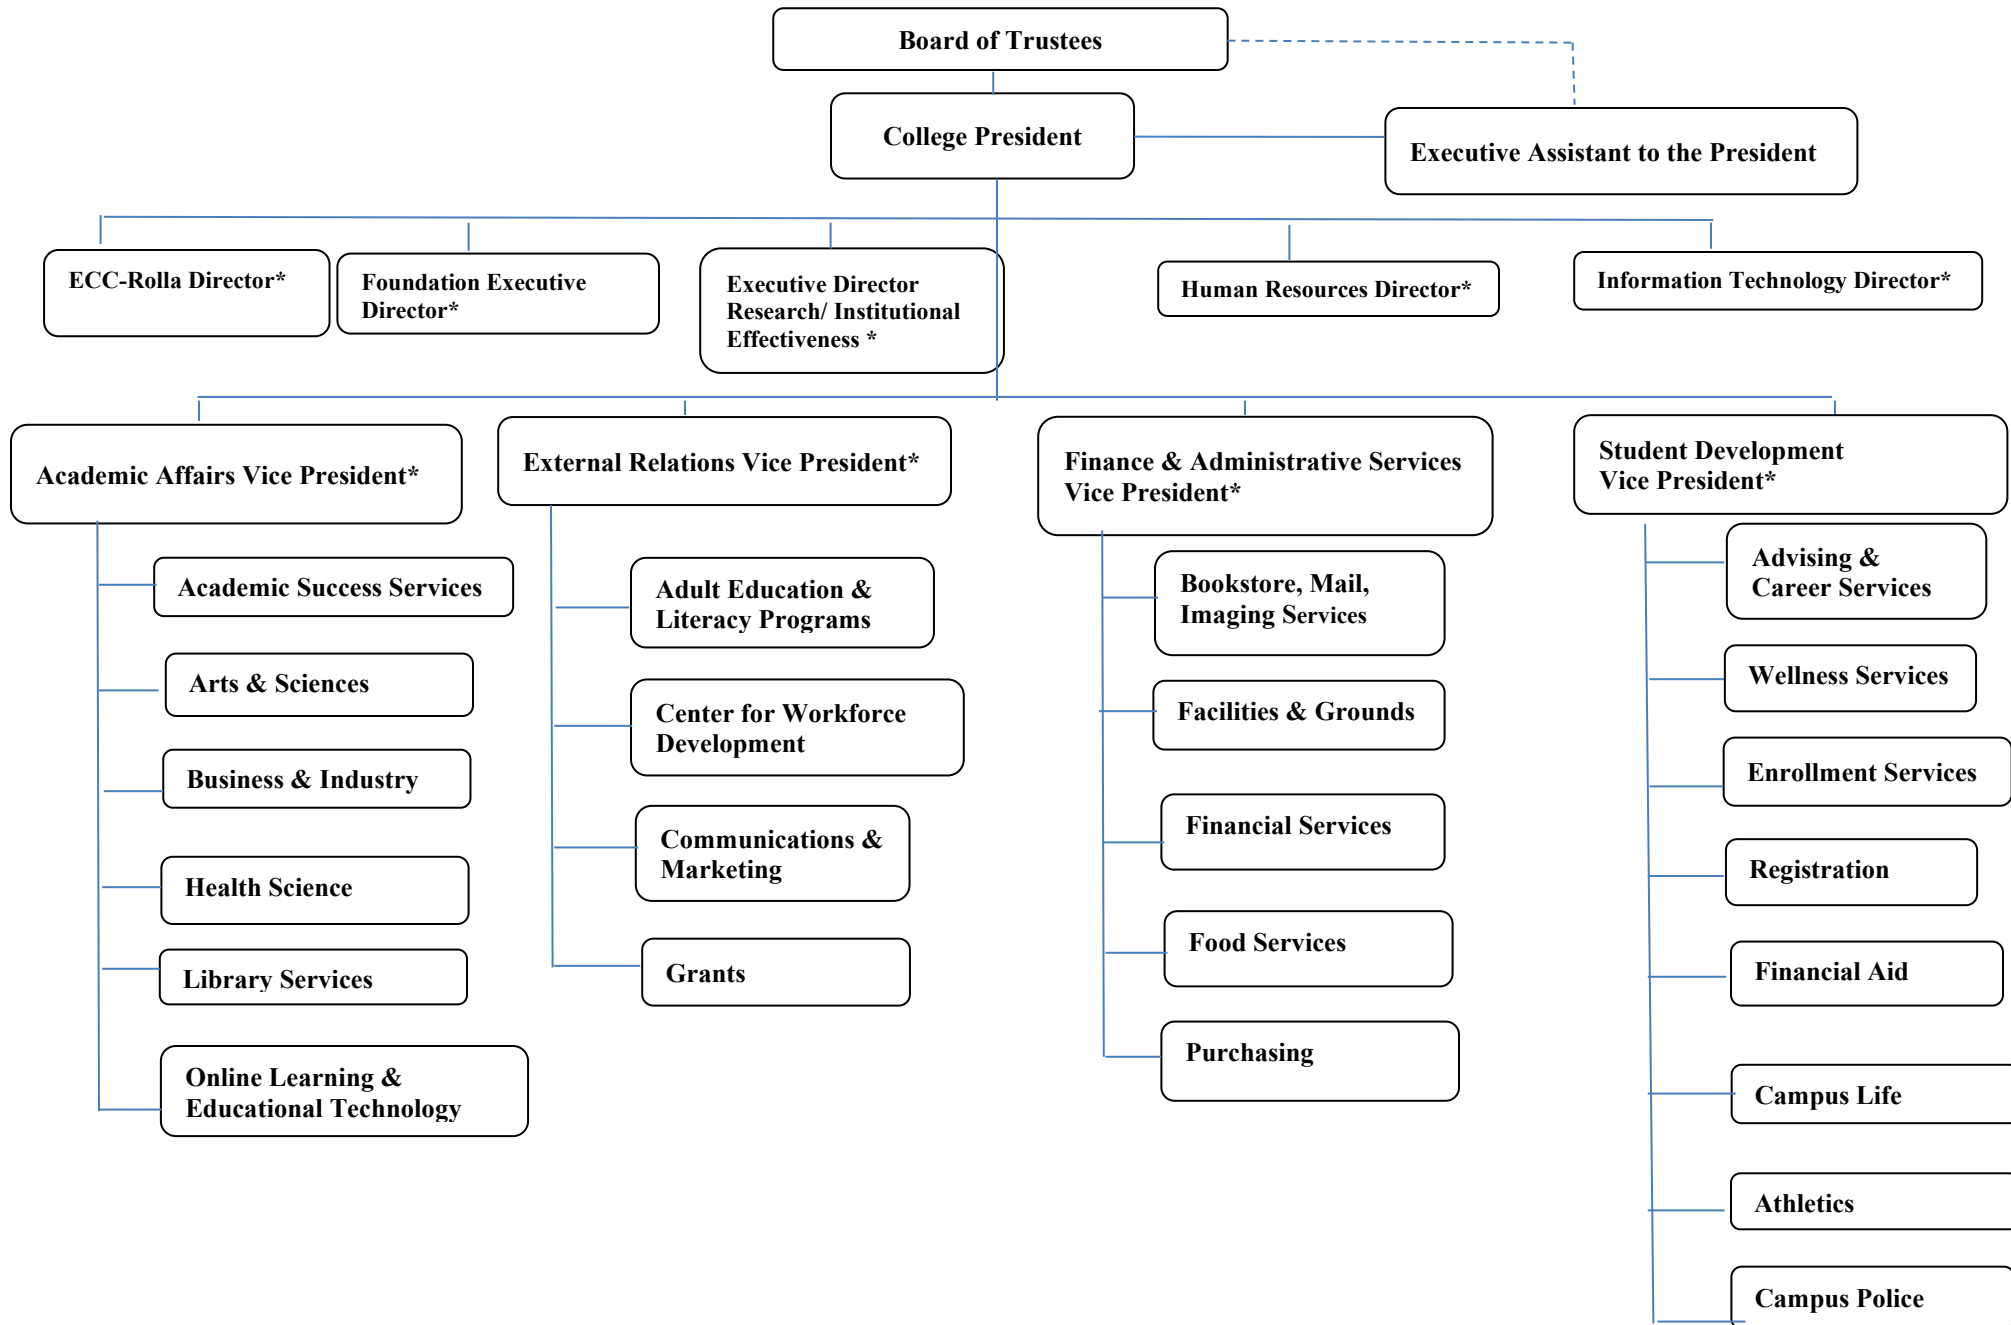 Board of Trustees
College President
Executive Assistant to the President
ECC-Rolla Director*
Foundation Executive
Director*
Executive Director
Research/ Institutional
Effectiveness *
Human Resources Director*
Information Technology Director*
Academic Affairs Vice President*
External Relations Vice President*
Finance & Administrative Services
Vice President*
Student Development
Vice President*
Academic Success Services
Arts & Sciences
Business & Industry
Health Science
Library Services
Online Learning &
Educational Technology
Adult Education &
Literacy Programs
Center for Workforce
Development
Communications &
Marketing
Grants
Bookstore, Mail,
Imaging Services
Facilities & Grounds
Financial Services
Food Services
Purchasing
Advising &
Career Services
Wellness Services
Enrollment Services
Registration
Financial Aid
Campus Life
Athletics
Campus Police